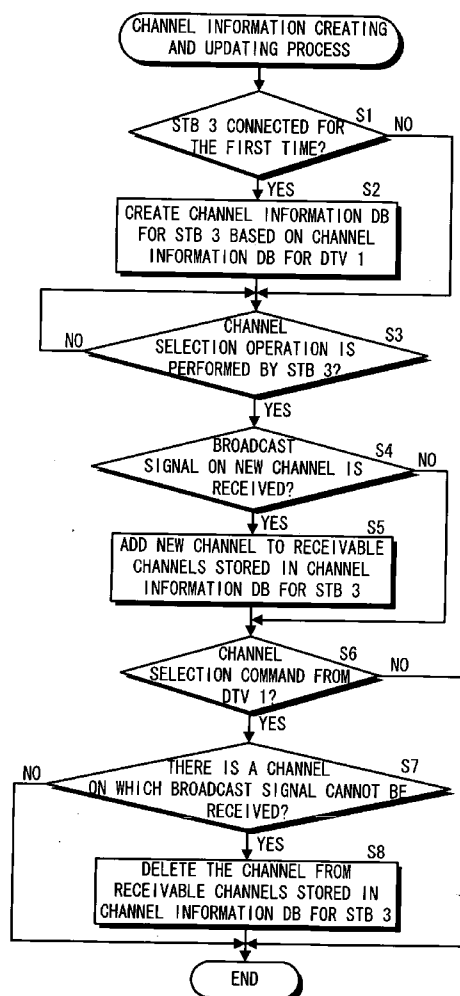 CHANNEL INFORMATION CREATING
AND UPDATING PROCESS
S1
STB 3 CONNECTED FOR
THE FIRST TIME?
NO
YES
S2
CREATE CHANNEL INFORMATION DB
FOR STB 3 BASED ON CHANNEL
INFORMATION DB FOR DTV 1
CHANNEL
SELECTION OPERATION IS
PERFORMED BY STB 3?
S3
NO
YES
BROADCAST
SIGNAL ON NEW CHANNEL IS
RECEIVED?
S4
NO
YES
S5
ADD NEW CHANNEL TO RECEIVABLE
CHANNELS STORED IN CHANNEL
INFORMATION DB FOR STB 3
CHANNEL
SELECTION COMMAND FROM
DTV 1?
S6
NO
YES
THERE IS A CHANNEL
ON WHICH BROADCAST SIGNAL CANNOT BE
RECEIVED?
S7
NO
YES
S8
DELETE THE CHANNEL FROM
RECEIVABLE CHANNELS STORED IN
CHANNEL INFORMATION DB FOR STB 3
END